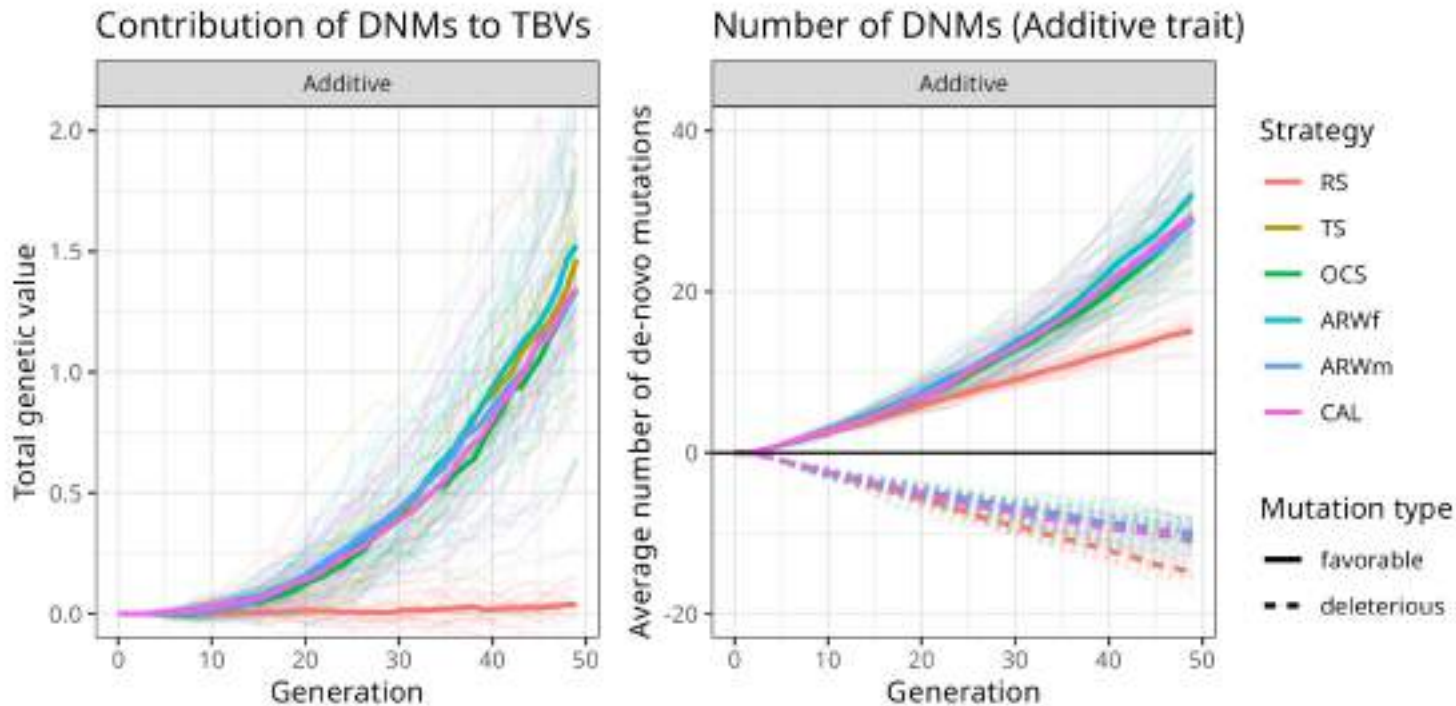 Contribution of DNMs to TBVs
Additive
Total genetic value
2.0
1.5
1.0
0.5
0.0
0 10 20 30 40 50
Generation
Number of DNMs (Additive trait)
Additive
Average number of de-novo mutations
40
20
0
-20
0 10 20 30 40 50
Generation
Strategy
RS
TS
OCS
ARWf
ARWm
CAL
Mutation type
favorable
deleterious